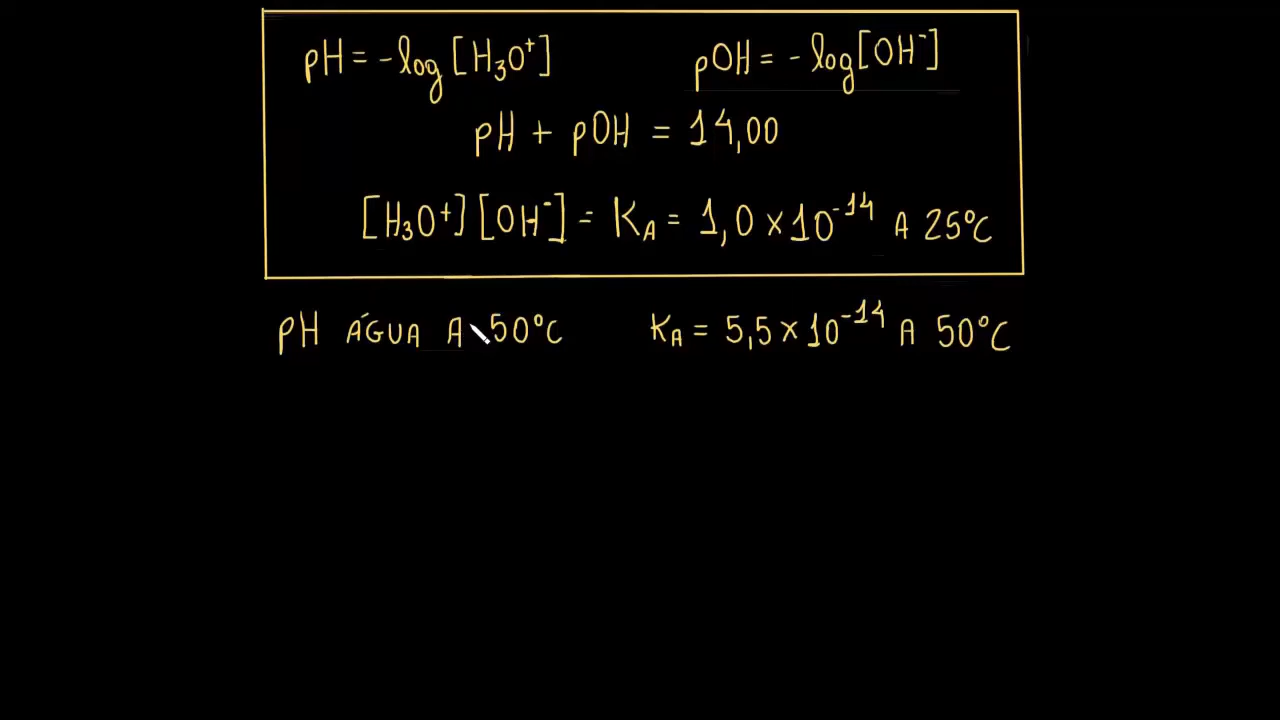 pH = -log [H₃O⁺] pOH = -log [OH⁻]
pH + pOH = 14,00
[H₃O⁺] [OH⁻] = KA = 1,0 × 10⁻¹⁴ A 25°C
PH ÁGUA A 50°C KA = 5,5 × 10⁻¹⁴ A 50°C